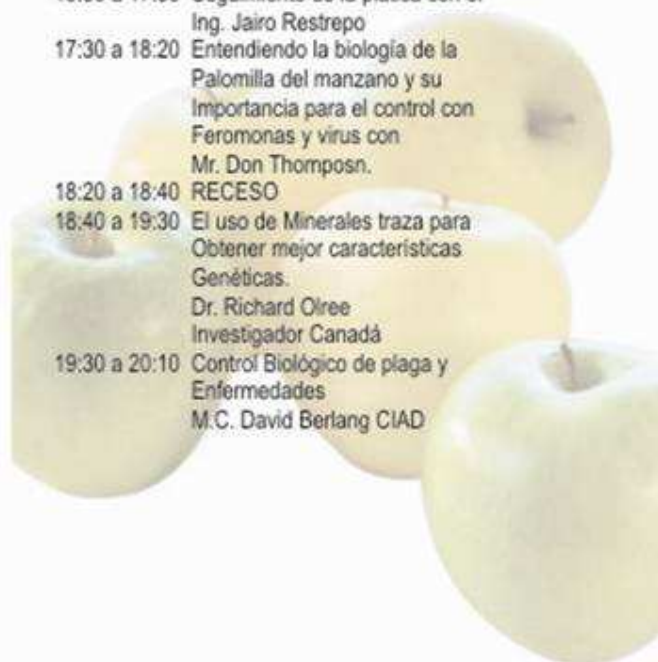 Ing. Jairo Restrepo
17:30 a 18:20 Entendiendo la biología de la
Palomilla del manzano y su
Importancia para el control con
Feromonas y virus con
Mr. Don Thomposn.
18:20 a 18:40 RECESO
18:40 a 19:30 El uso de Minerales traza para
Obtener mejor características
Genéticas.
Dr. Richard Olree
Investigador Canadá
19:30 a 20:10 Control Biológico de plaga y
Enfermedades
M.C. David Berlang CIAD